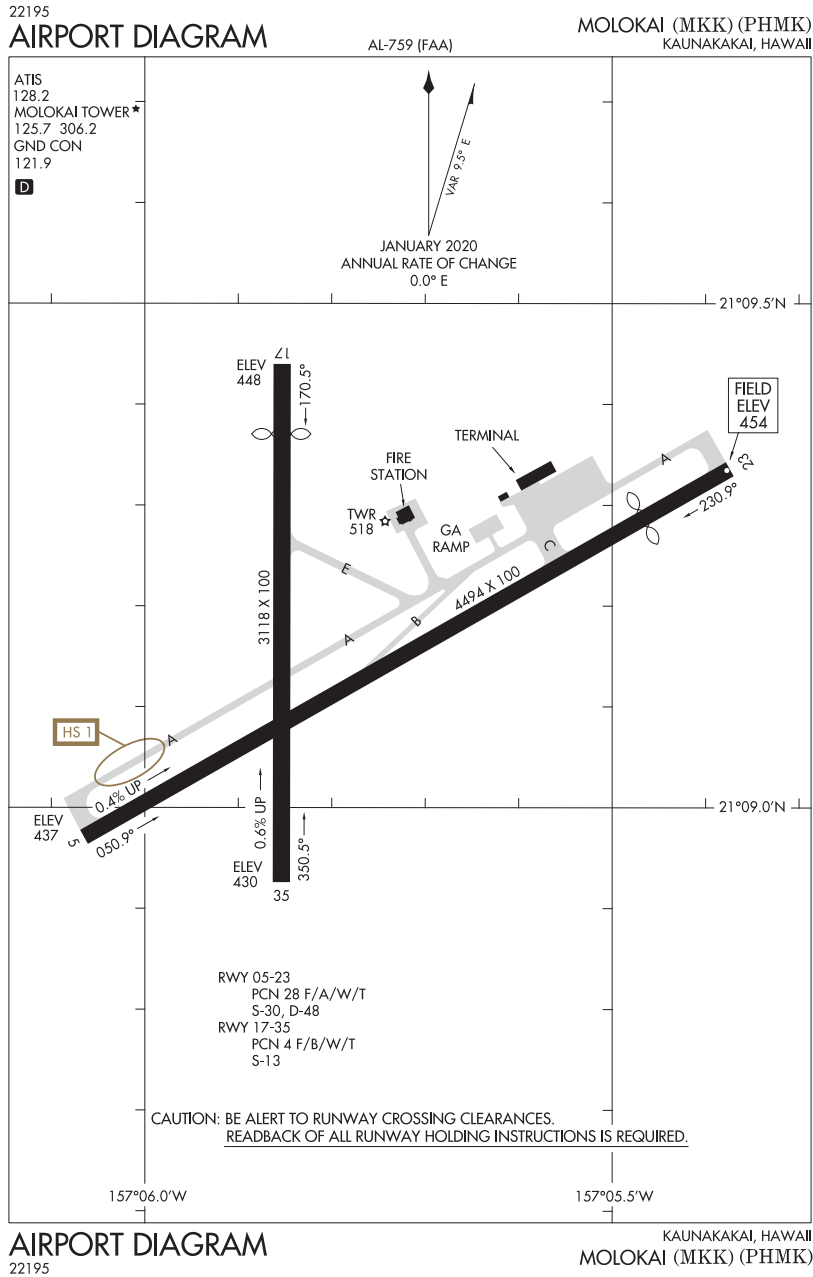 22195
AIRPORT DIAGRAM
AL-759 (FAA)
MOLOKAI (MKK) (PHMK)
KAUNAKAKAI, HAWAII
ATIS
128.2
MOLOKAI TOWER★
125.7 306.2
GND CON
121.9
D
VAR 9.5° E
JANUARY 2020
ANNUAL RATE OF CHANGE
0.0° E
21°09.5'N
17
ELEV
448
170.5°
FIELD
ELEV
454
TERMINAL
A
23
FIRE
STATION
230.9°
TWR
518
GA
RAMP
C
E
4494 X 100
3118 X 100
B
A
HS 1
A
0.4% UP
21°09.0'N
ELEV
437
5
050.9°
0.6% UP
350.5°
ELEV
430
35
RWY 05-23
PCN 28 F/A/W/T
S-30, D-48
RWY 17-35
PCN 4 F/B/W/T
S-13
CAUTION: BE ALERT TO RUNWAY CROSSING CLEARANCES.
READBACK OF ALL RUNWAY HOLDING INSTRUCTIONS IS REQUIRED.
157°06.0'W
157°05.5'W
AIRPORT DIAGRAM
22195
KAUNAKAKAI, HAWAII
MOLOKAI (MKK) (PHMK)